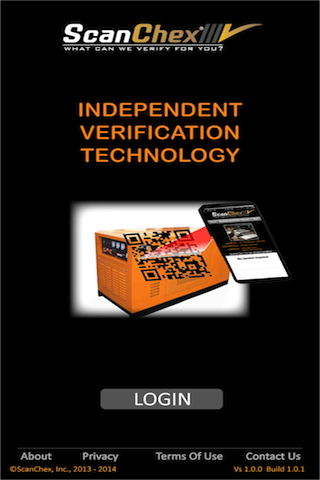 ScanChex
WHAT CAN WE VERIFY FOR YOU?
INDEPENDENT
VERIFICATION
TECHNOLOGY
ScanChex
LOGIN
About Privacy Terms Of Use Contact Us
©ScanChex, Inc., 2013 - 2014 Vs 1.0.0 Build 1.0.1